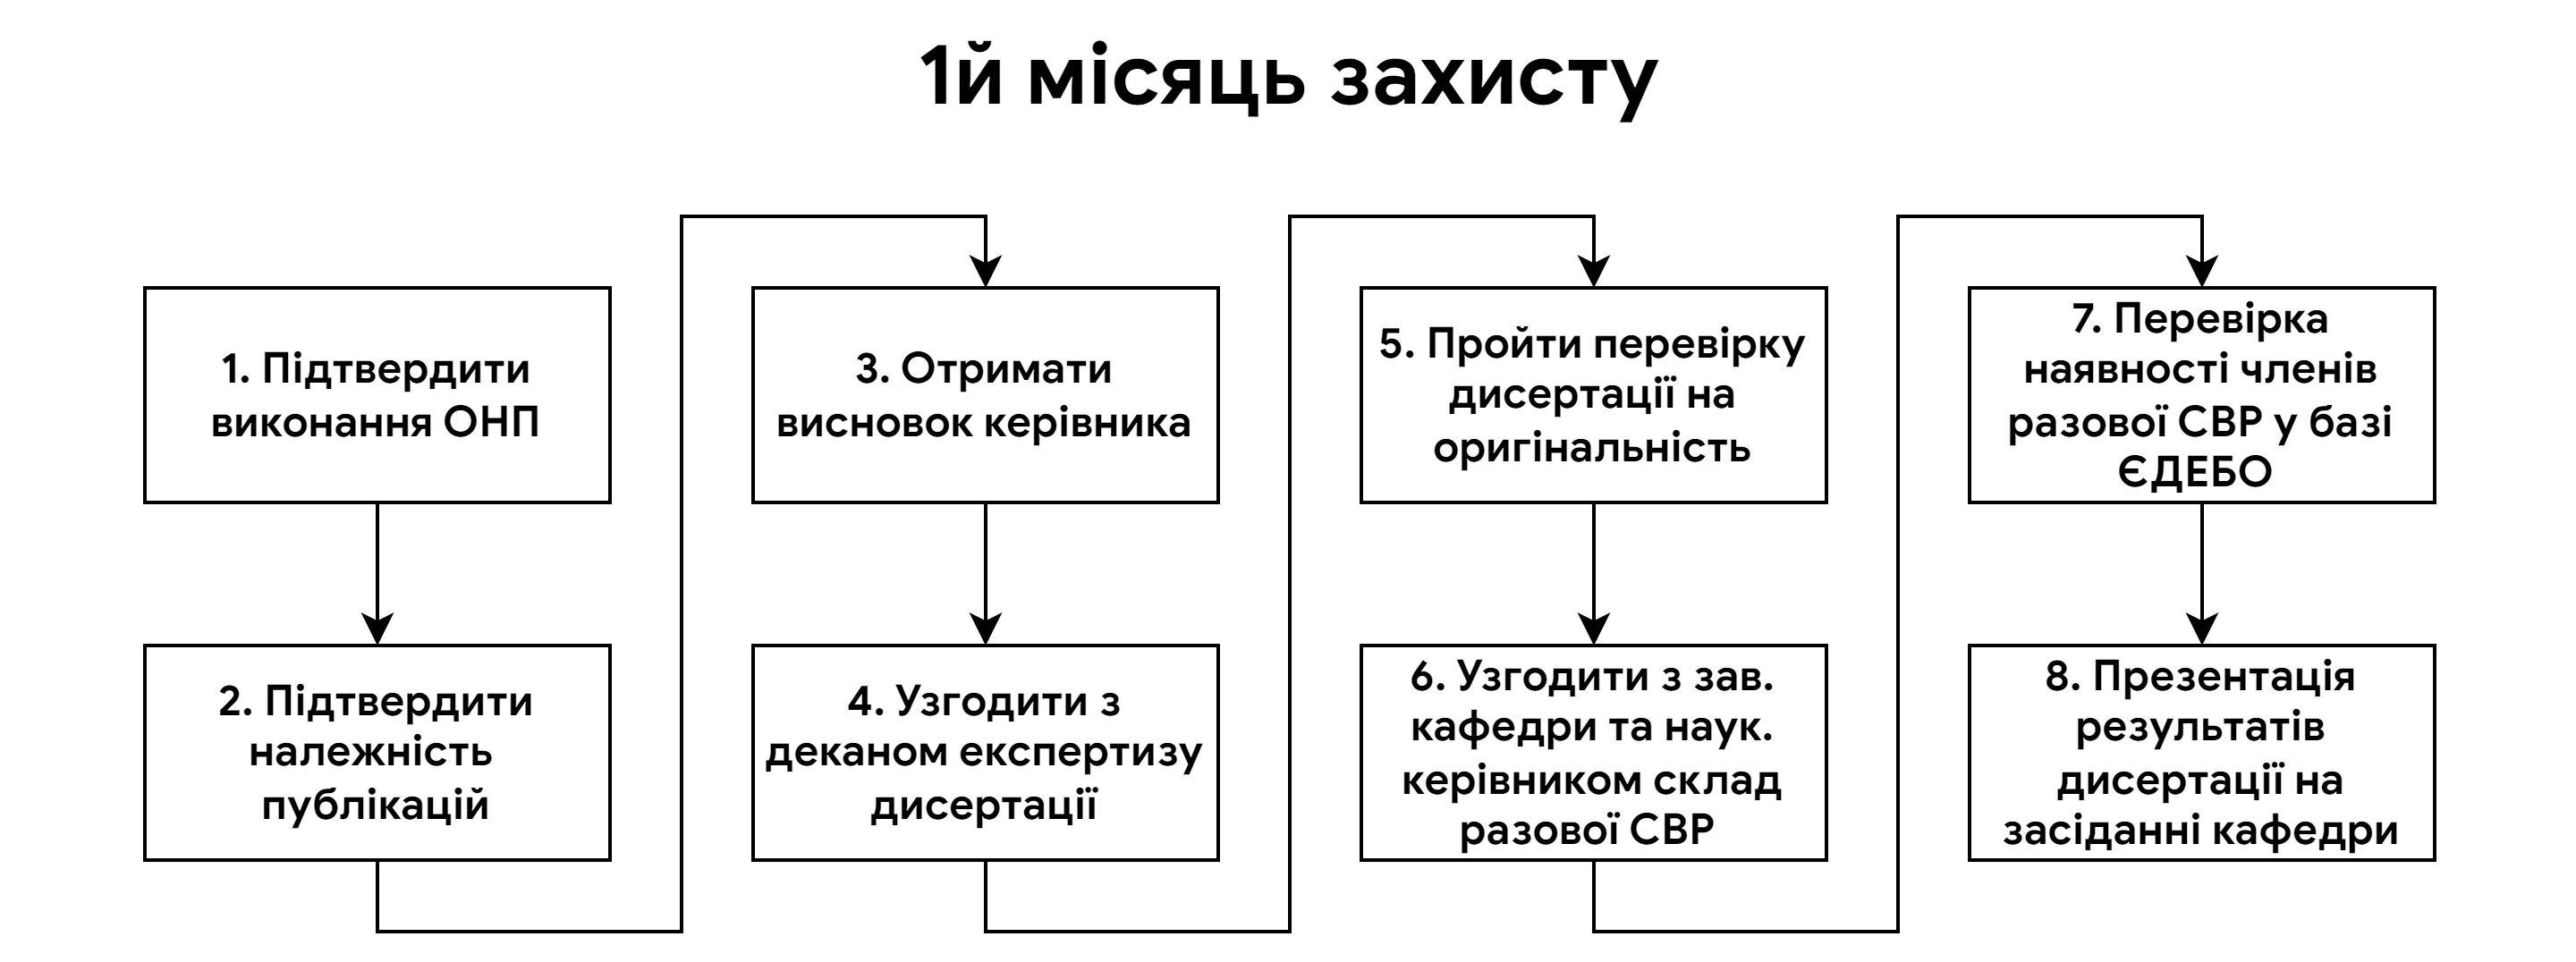 1й місяць захисту
1. Підтвердити
виконання ОНП
2. Підтвердити
належність
публікацій
3. Отримати
висновок керівника
4. Узгодити з
деканом експертизу
дисертації
5. Пройти перевірку
дисертації на
оригінальність
6. Узгодити з зав.
кафедри та наук.
керівником склад
разової СВР
7. Перевірка
наявності членів
разової СВР у базі
ЄДЕБО
8. Презентація
результатів
дисертації на
засіданні кафедри